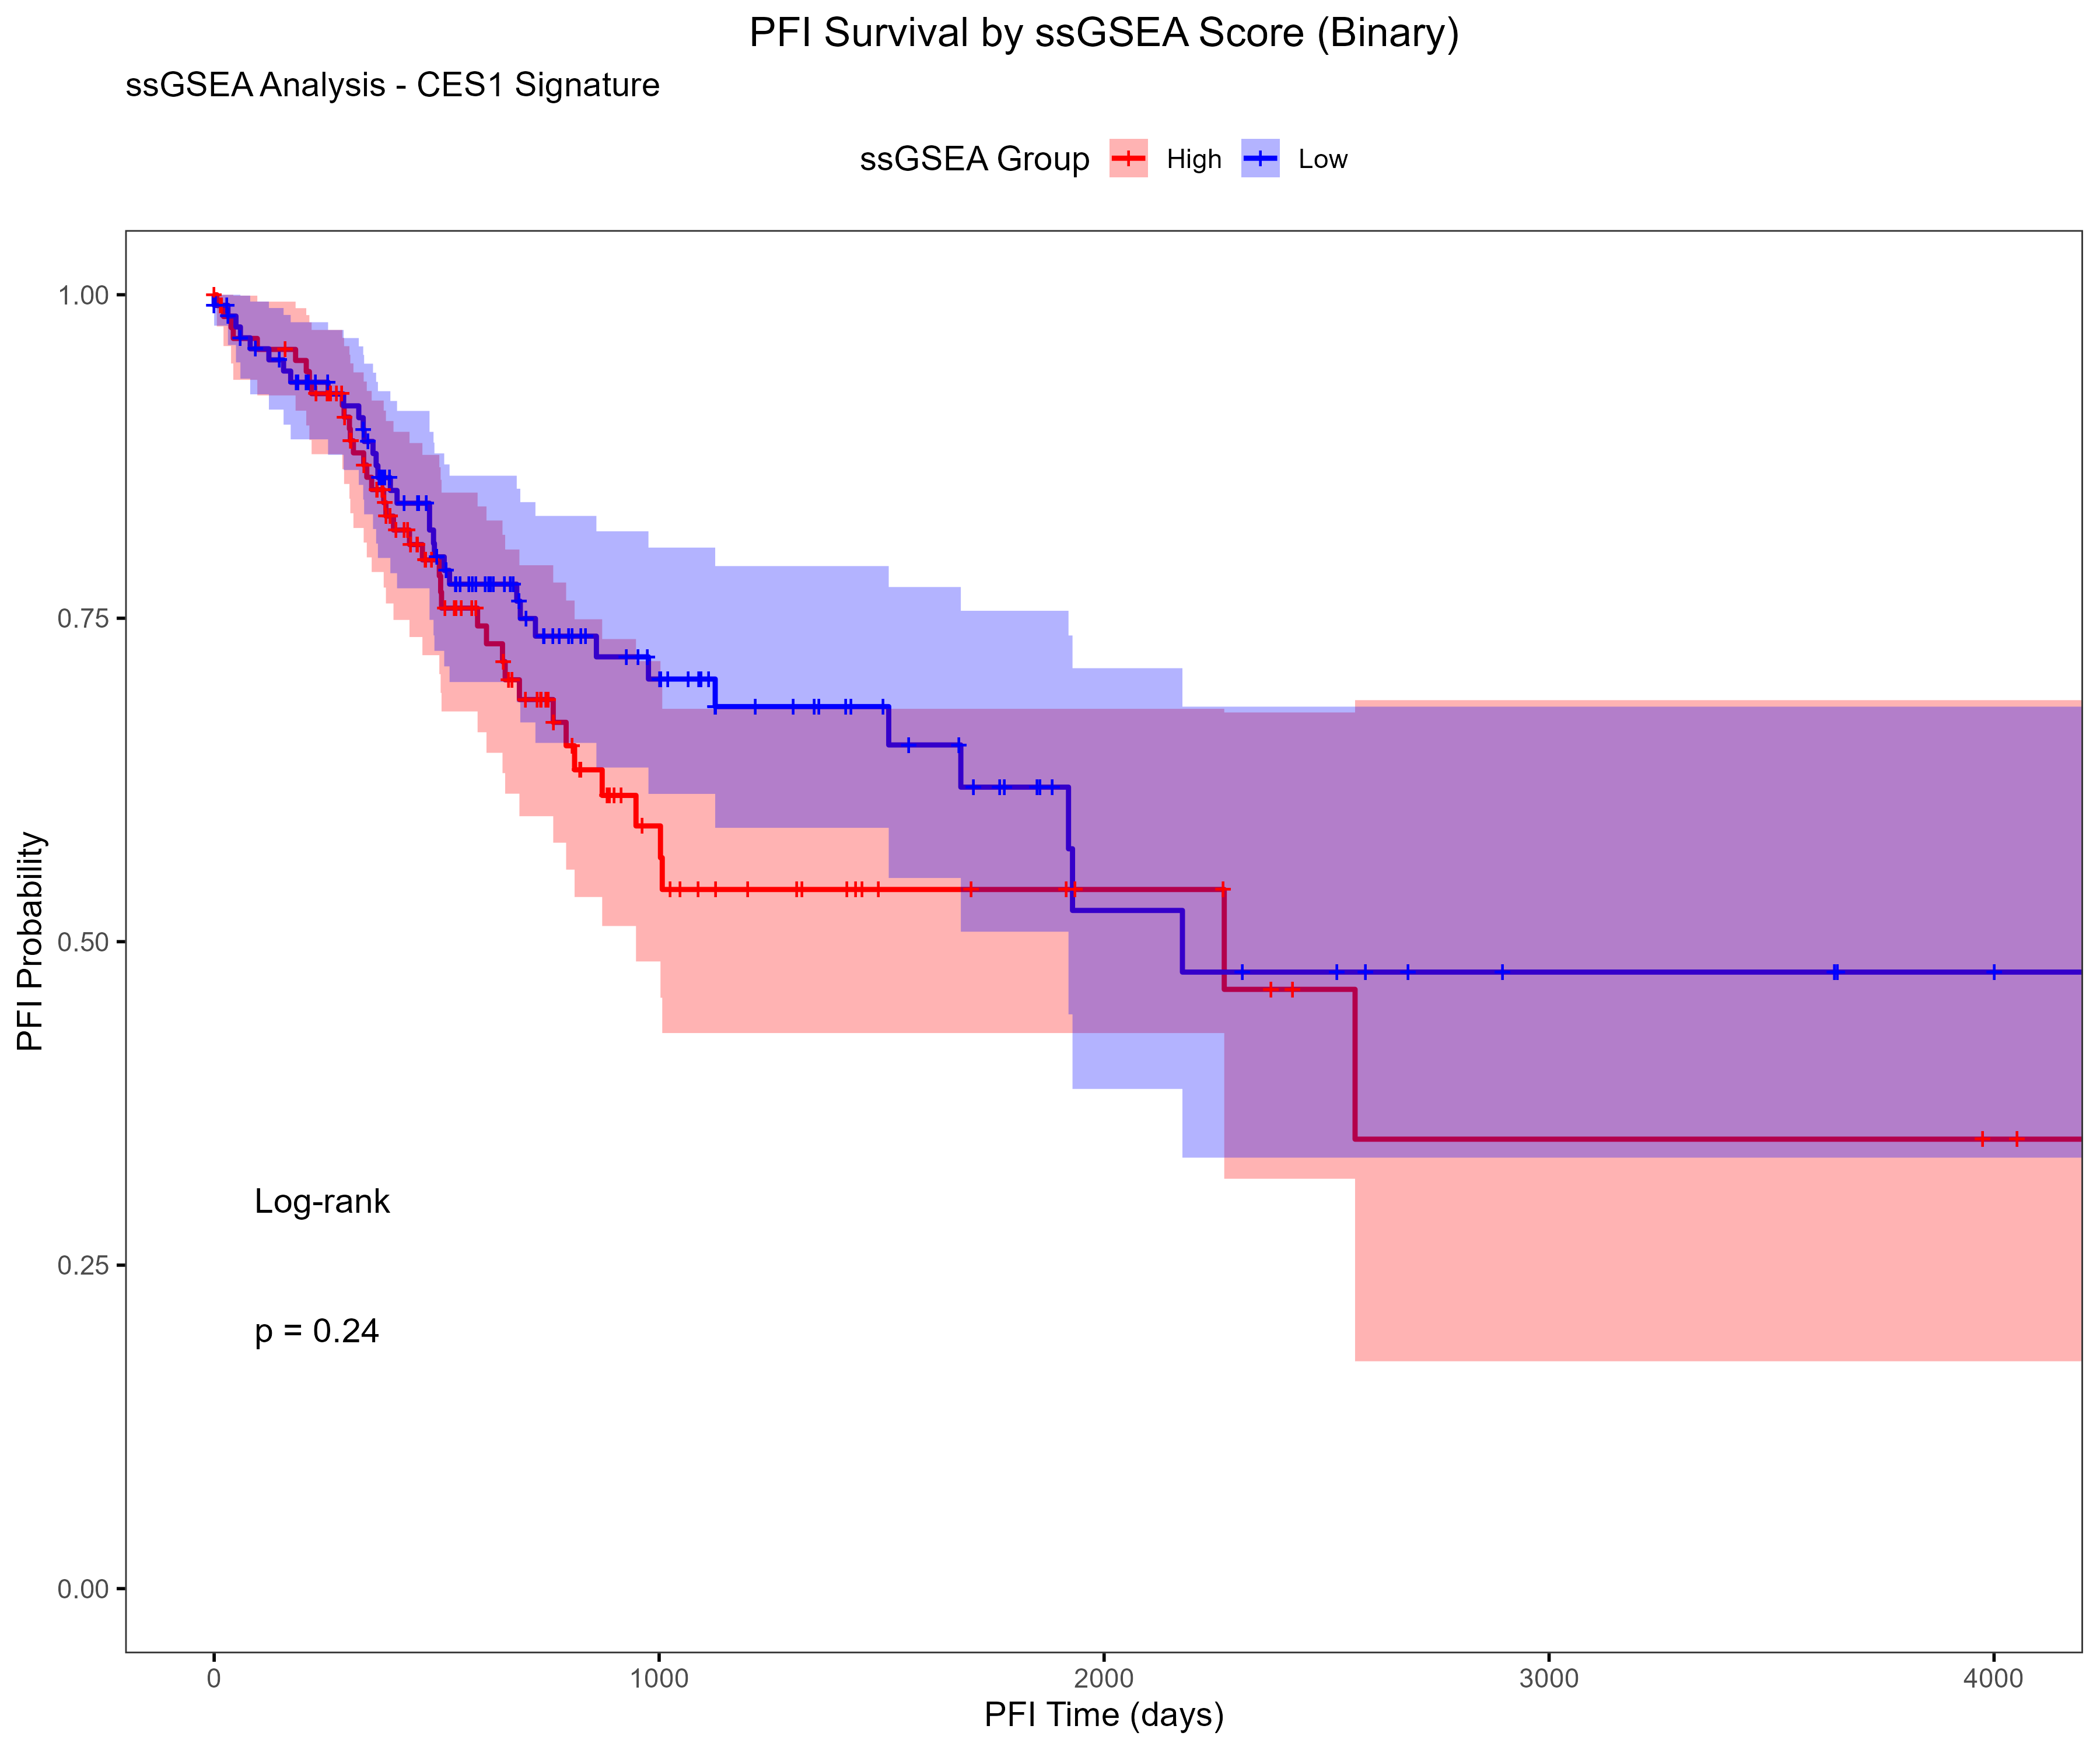 PFI Survival by ssGSEA Score (Binary)
ssGSEA Analysis - CES1 Signature
ssGSEA Group High Low
1.00
0.75
0.50
0.25
0.00
PFI Probability
Log-rank
p = 0.24
0 1000 2000 3000 4000
PFI Time (days)